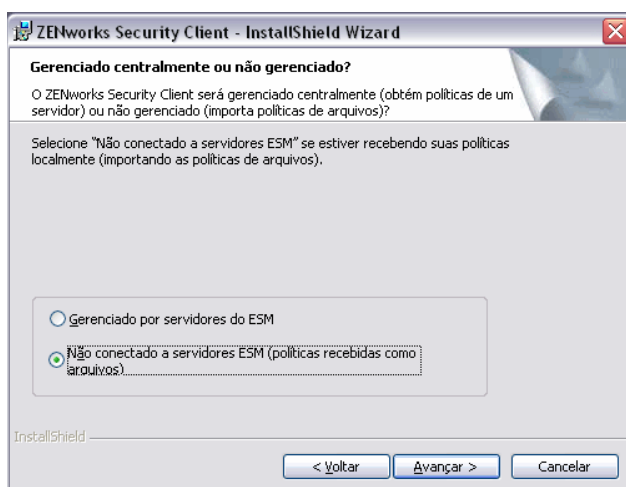 ZENworks Security Client - InstallShield Wizard
Gerenciado centralmente ou não gerenciado?
O ZENworks Security Client será gerenciado centralmente (obtém políticas de um
servidor) ou não gerenciado (importa políticas de arquivos)?
Selecione "Não conectado a servidores ESM" se estiver recebendo suas políticas
localmente (importando as políticas de arquivos).
Gerenciado por servidores do ESM
Não conectado a servidores ESM (políticas recebidas como
arquivos)
InstallShield
< Voltar
Avançar >
Cancelar